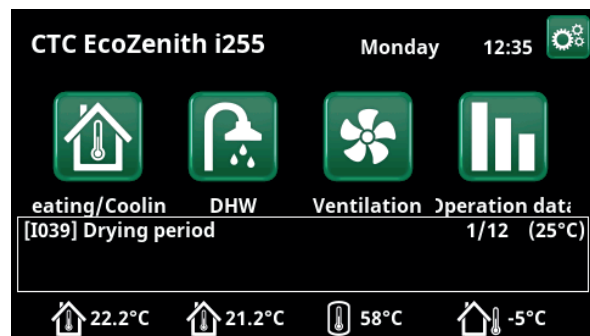 CTC EcoZenith i255 Monday 12:35
eating/Coolin DHW Ventilation Operation data
[I039] Drying period 1/12 (25°C)
22.2°C 21.2°C 58°C -5°C